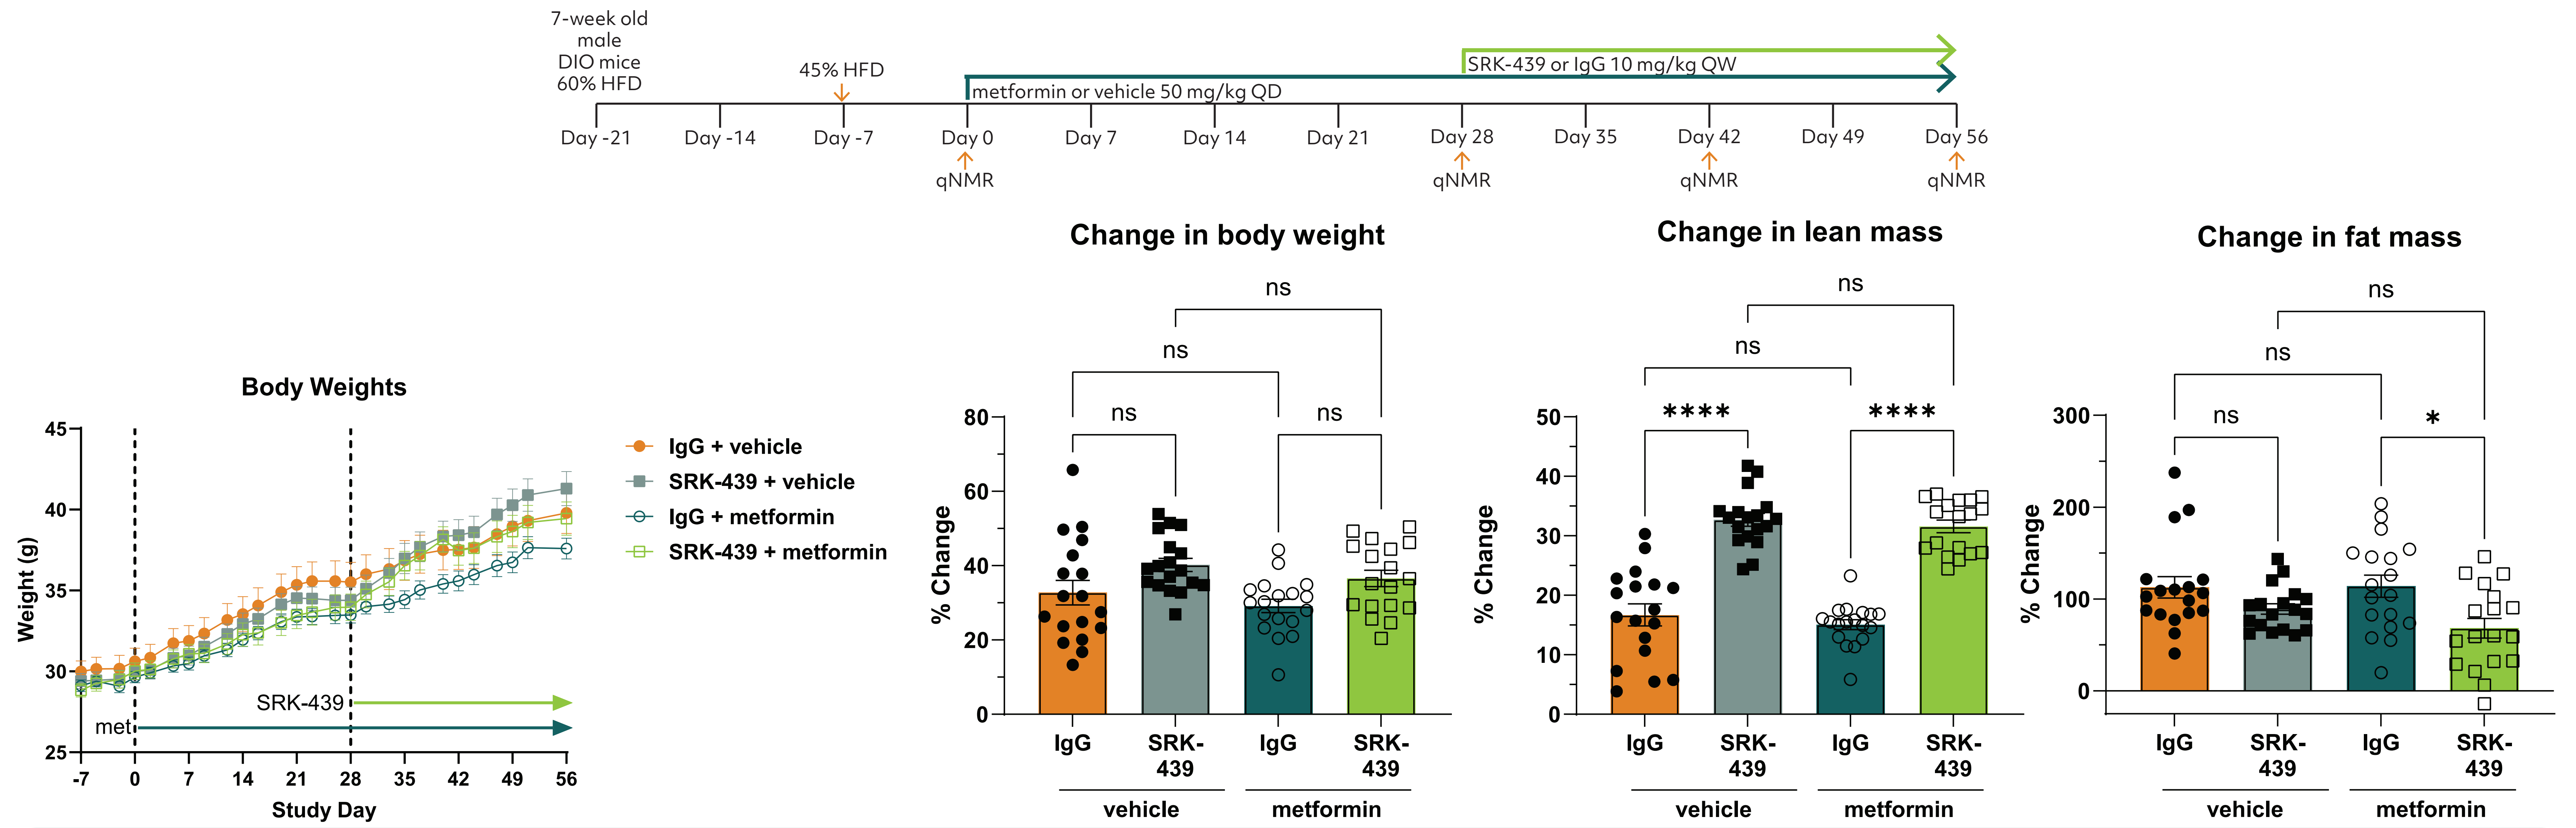 7-week old
male
DIO mice
60% HFD
45% HFD
SRK-439 or IgG 10 mg/kg QW
metformin or vehicle 50 mg/kg QD
Day -21
Day -14
Day -7
Day 0
Day 7
Day 14
Day 21
Day 28
Day 35
Day 42
Day 49
Day 56
qNMR
qNMR
qNMR
qNMR
Body Weights
Weight (g)
45
40
35
30
25
SRK-439
met
-7
0
7
14
21
28
35
42
49
56
Study Day
IgG + vehicle
SRK-439 + vehicle
IgG + metformin
SRK-439 + metformin
Change in body weight
ns
ns
ns
ns
% Change
80
60
40
20
0
IgG
SRK-
439
IgG
SRK-
439
vehicle
metformin
Change in lean mass
ns
ns
****
****
% Change
50
40
30
20
10
0
IgG
SRK-
439
IgG
SRK-
439
vehicle
metformin
Change in fat mass
ns
ns
ns
*
% Change
300
200
100
0
IgG
SRK-
439
IgG
SRK-
439
vehicle
metformin